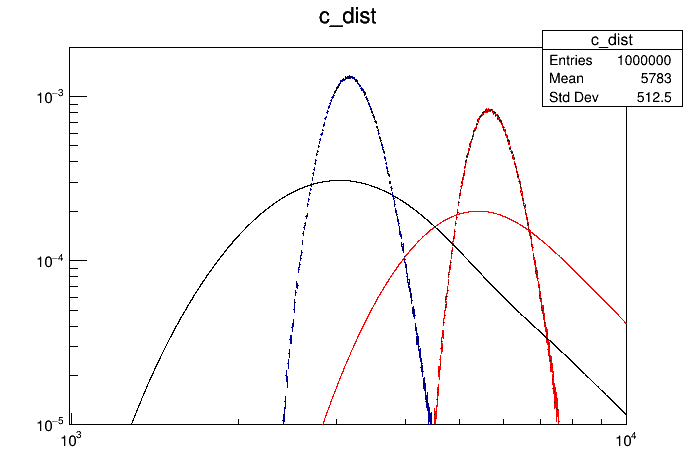 c_dist
c_dist
Entries 1000000
Mean 5783
Std Dev 512.5
10⁻³
10⁻⁴
10⁻⁵
10³ 10⁴